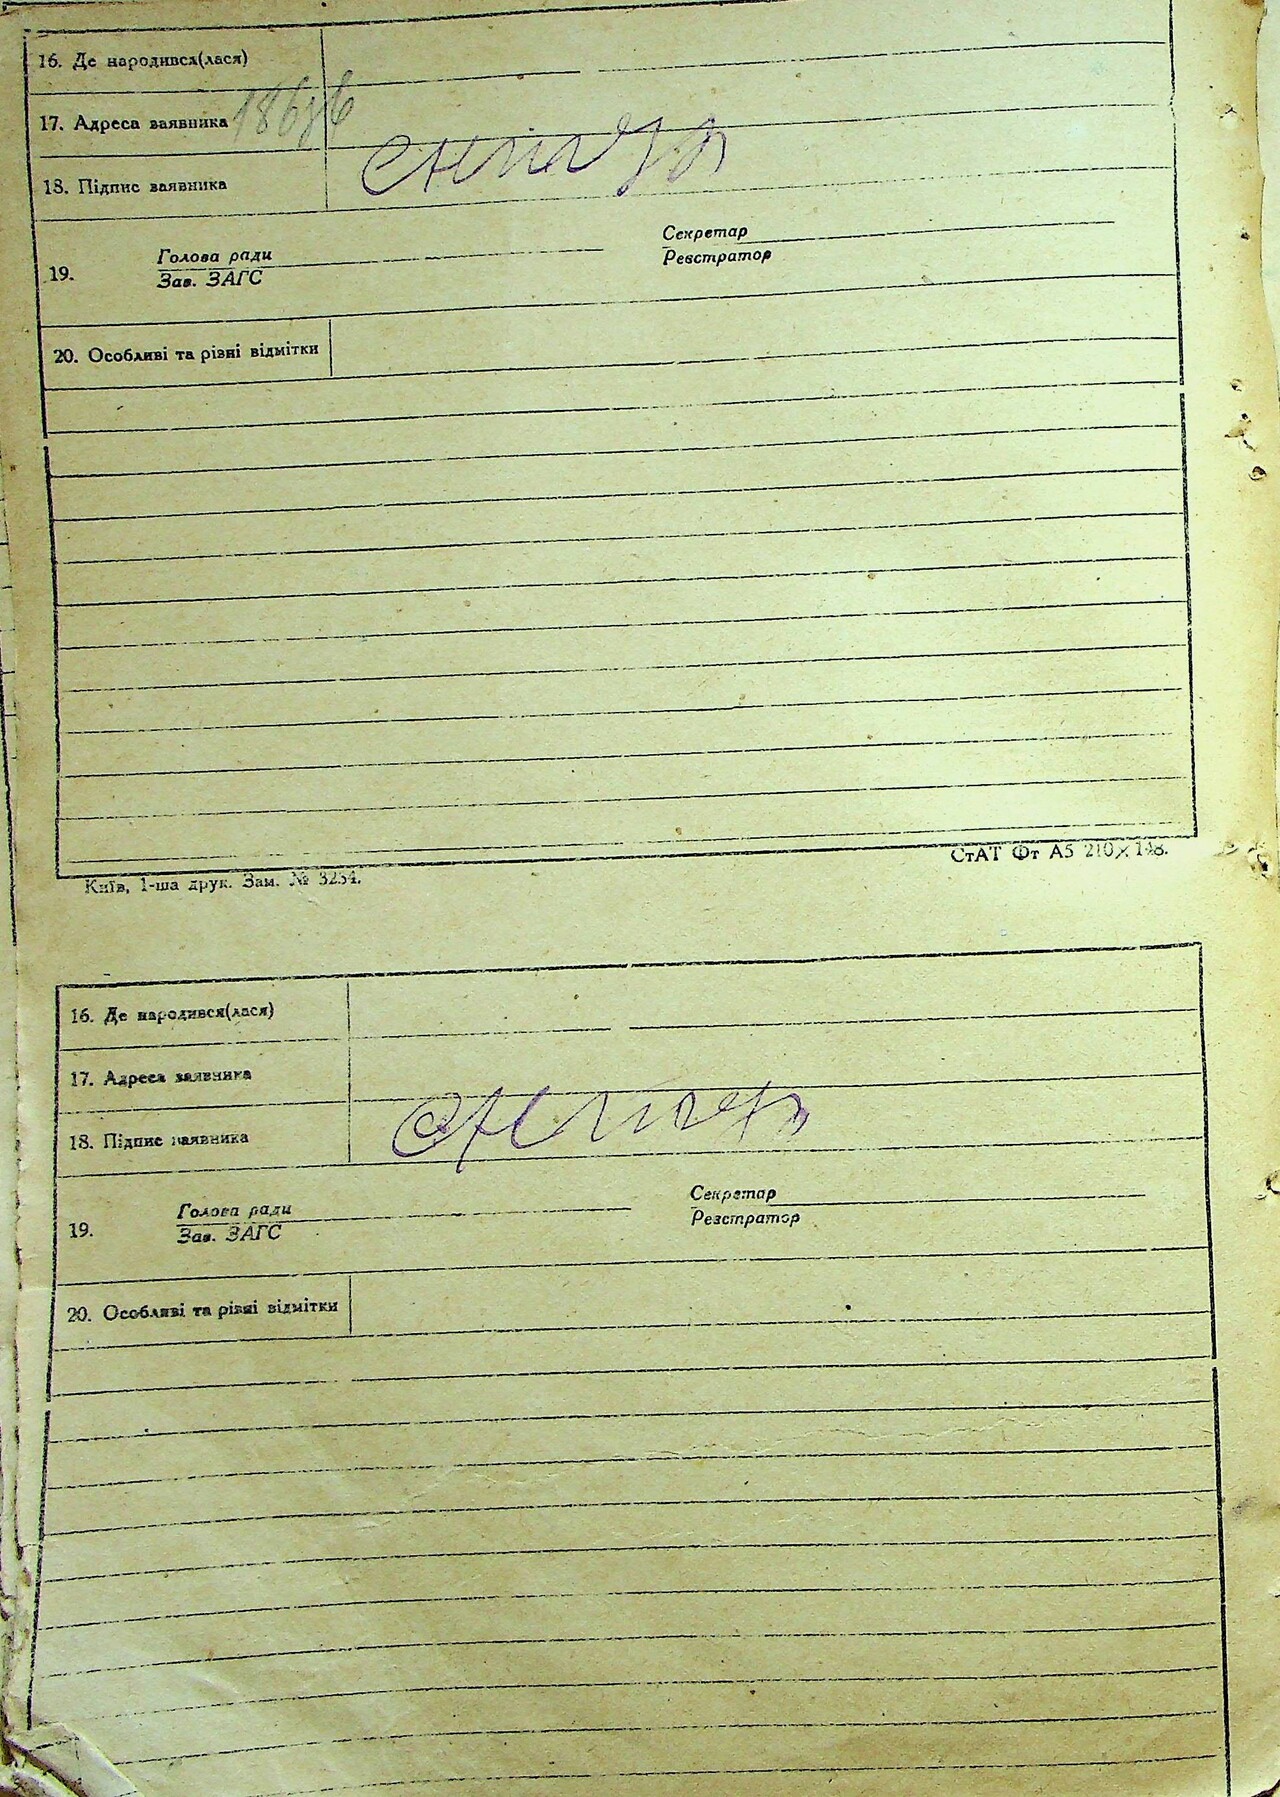 16. Де народився(лася)
17. Адреса заявника
18. Підпис заявника
19. Голова ради Секретар
Зав. ЗАГС Реєстратор
20. Особливі та різні відмітки
Київ, 1-ша друк. Зам. № 3254. СтАТ Фт А5 210×148.
16. Де народився(лася)
17. Адреса заявника
18. Підпис заявника
19. Голова ради Секретар
Зав. ЗАГС Реєстратор
20. Особливі та різні відмітки